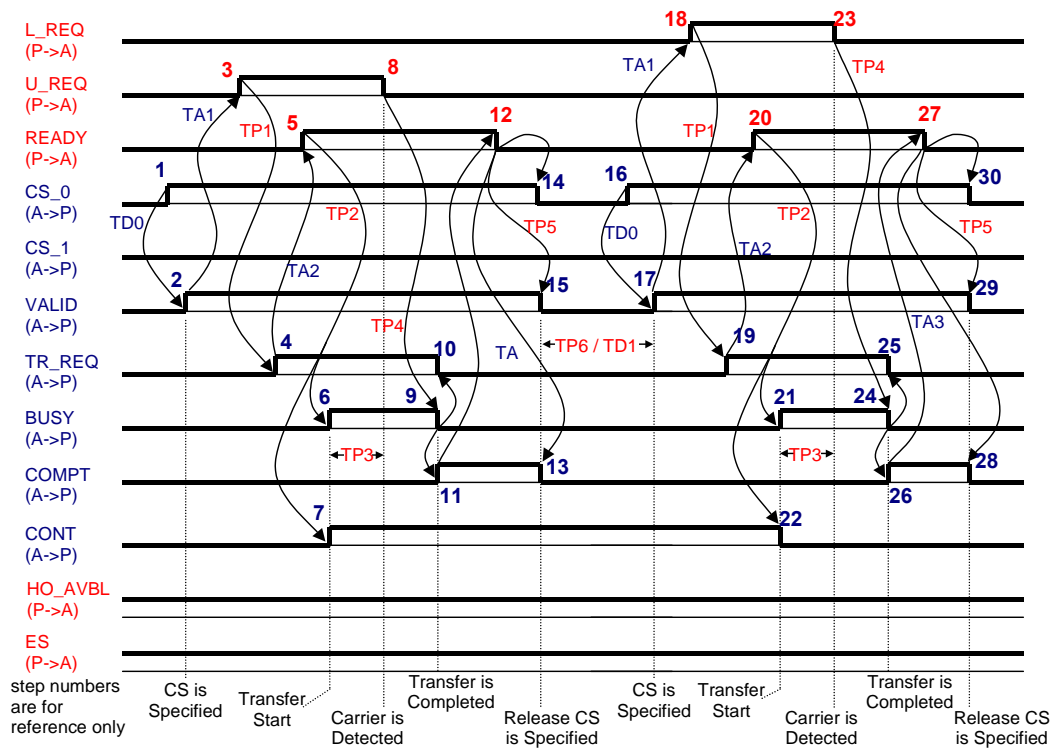 L_REQ
(P->A)
18
23
TA1
TP4
U_REQ
(P->A)
3
8
TA1
READY
(P->A)
5
TP1
12
TP1
20
27
CS_0
(A->P)
1
14
16
30
TD0
TP2
TP5
TD0
TP2
TP5
CS_1
(A->P)
TA2
TA2
VALID
(A->P)
2
15
17
29
TP4
TA3
TR_REQ
(A->P)
4
10
TA
TP6 / TD1
19
25
BUSY
(A->P)
6
9
21
24
TP3
TP3
COMPT
(A->P)
11
13
26
28
CONT
(A->P)
7
22
HO_AVBL
(P->A)
ES
(P->A)
step numbers
are for
reference only
CS is
Specified
Transfer
Start
Carrier is
Detected
Transfer is
Completed
Release CS
is Specified
CS is
Specified
Transfer
Start
Carrier is
Detected
Transfer is
Completed
Release CS
is Specified